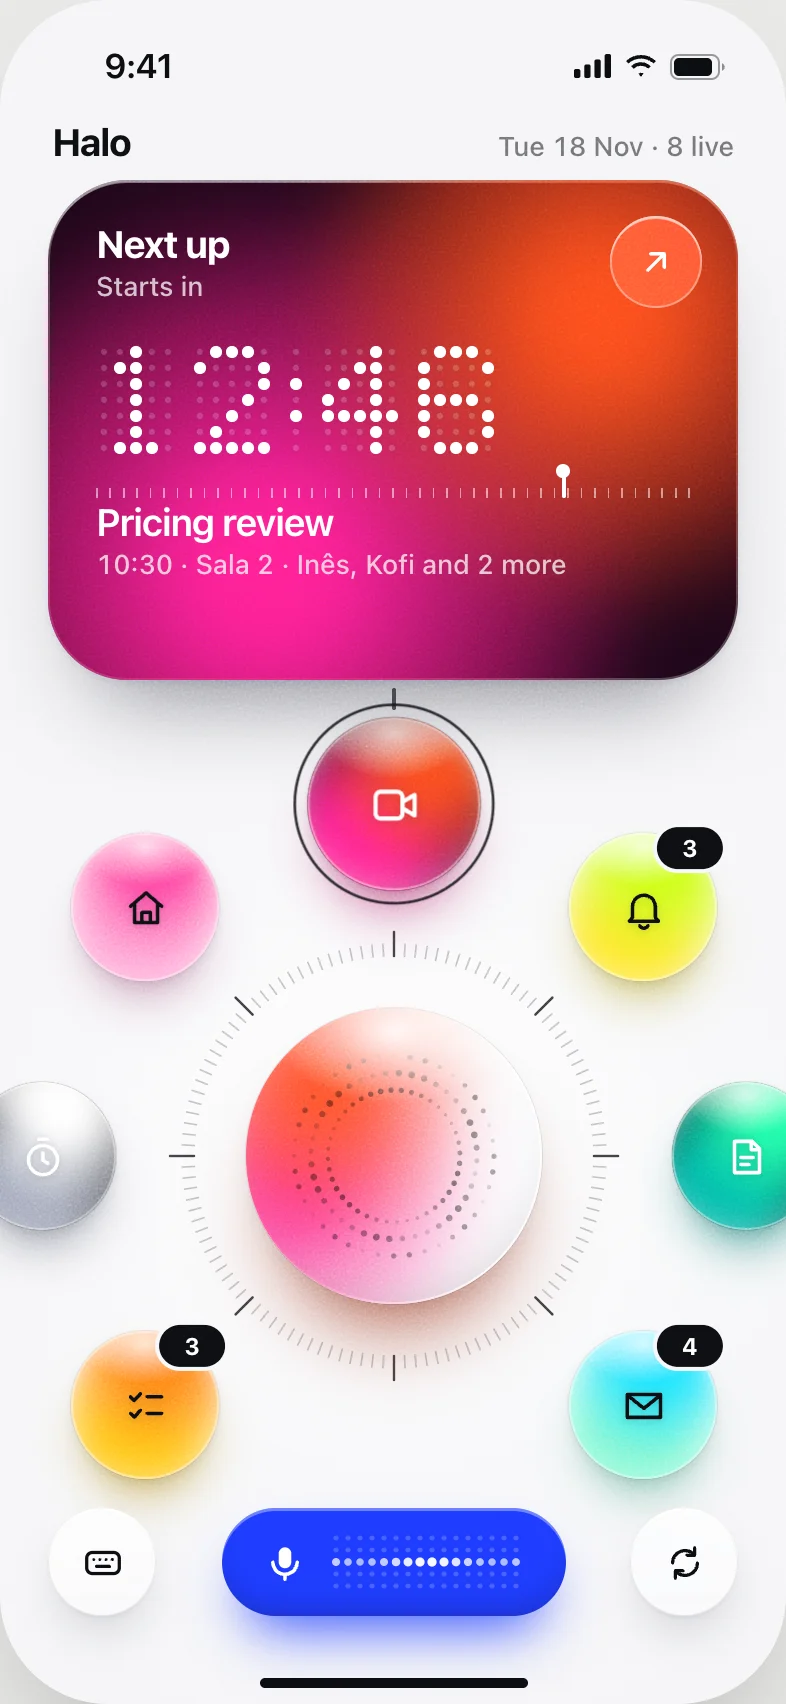 9:41
Halo
Tue 18 Nov · 8 live
Next up
Starts in
12:48
Pricing review
10:30 · Sala 2 · Inês, Kofi and 2 more
3
3
4